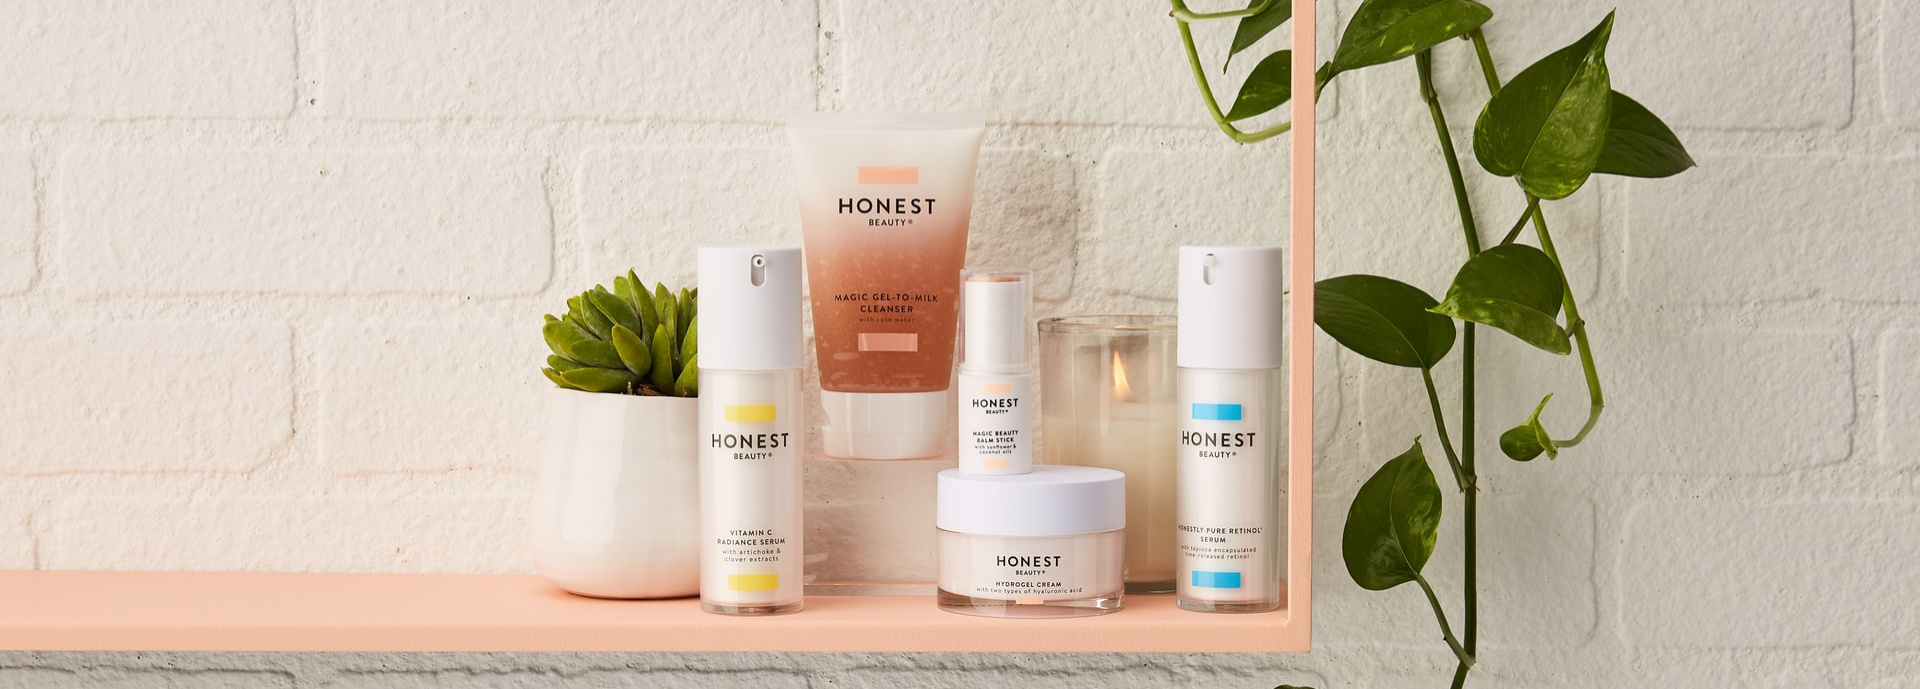 HONEST
BEAUTY®
VITAMIN C
RADIANCE SERUM
with artichoke &
clover extracts
HONEST
BEAUTY®
MAGIC GEL-TO-MILK
CLEANSER
with rose water
HONEST
BEAUTY®
MAGIC BEAUTY
BALM STICK
with sunflower &
coconut oils
HONEST
BEAUTY®
HYDROGEL CREAM
with two types of hyaluronic acid
HONEST
BEAUTY®
HONESTLY PURE RETINOL™
SERUM
with tapioca encapsulated
time-released retinol